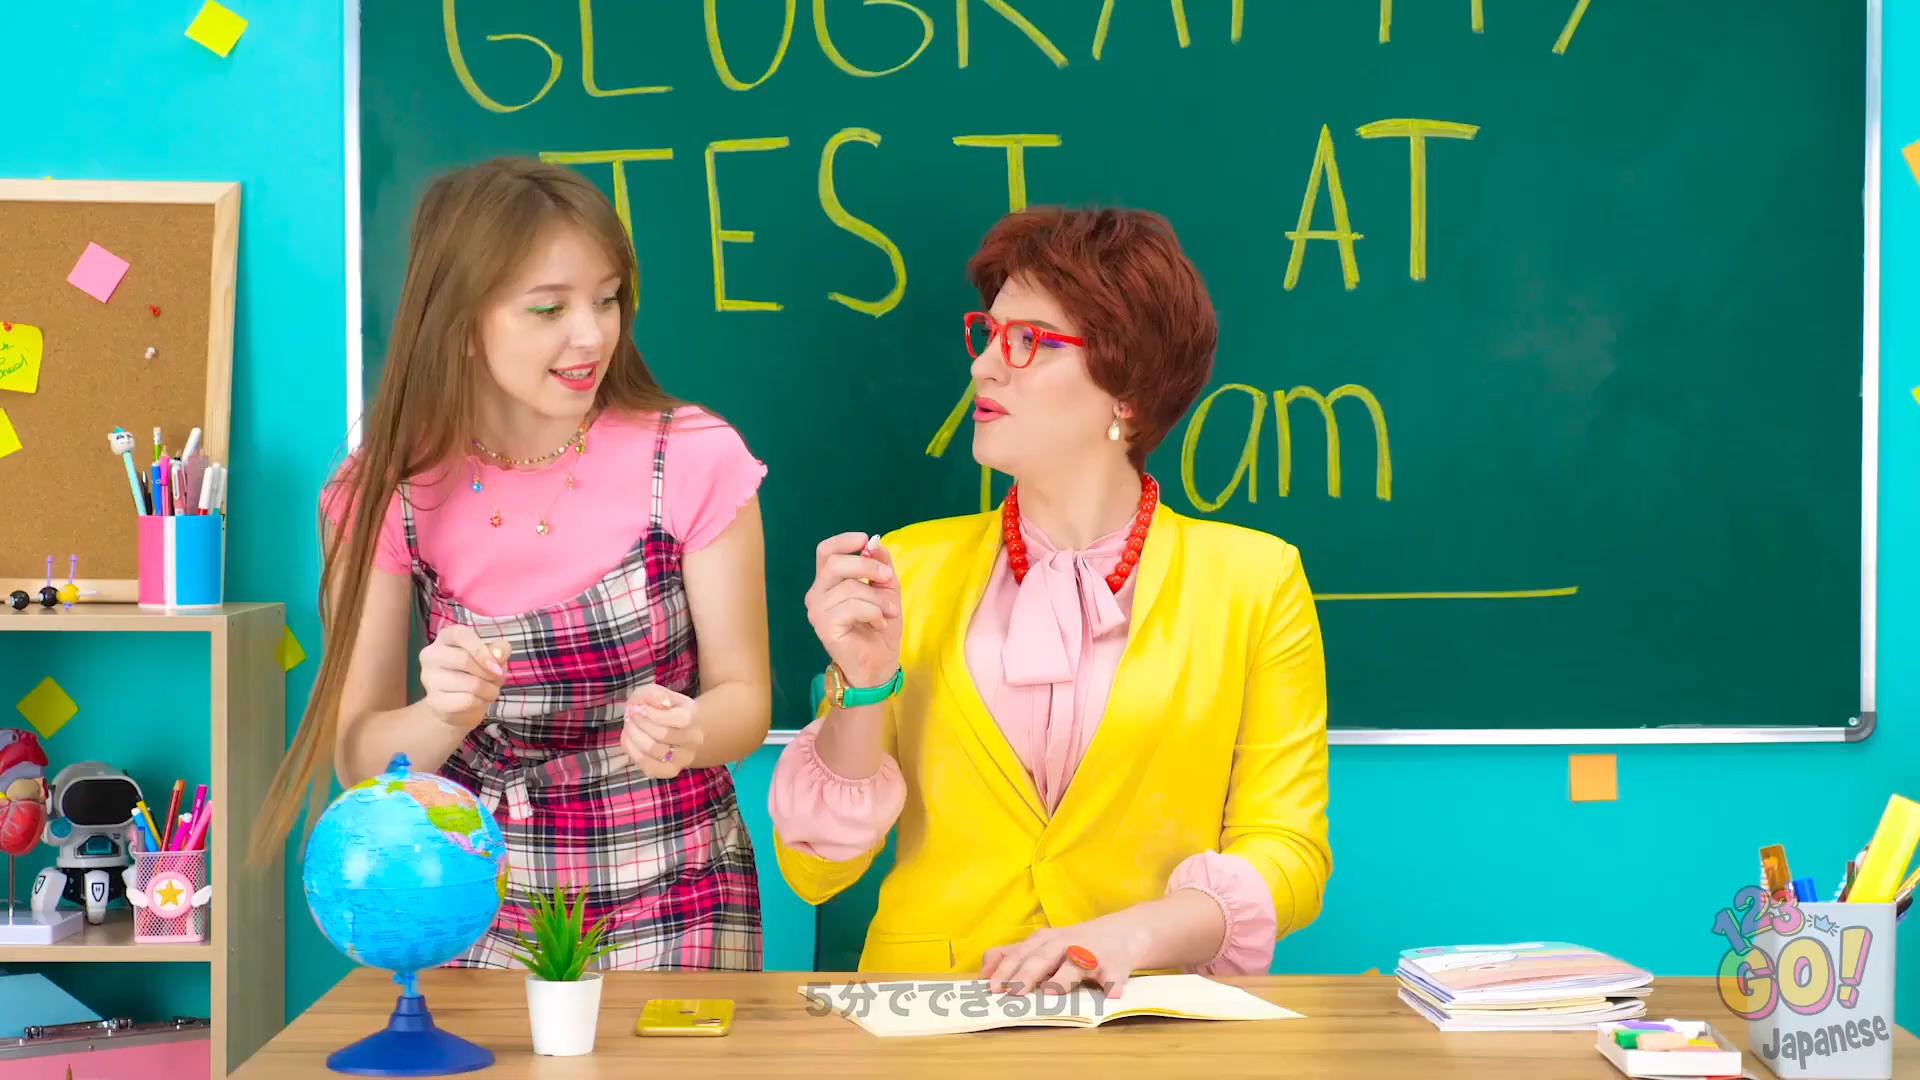 GEOGRAPHY
TEST AT
am
5分でできるDIY
123
GO!
Japanese